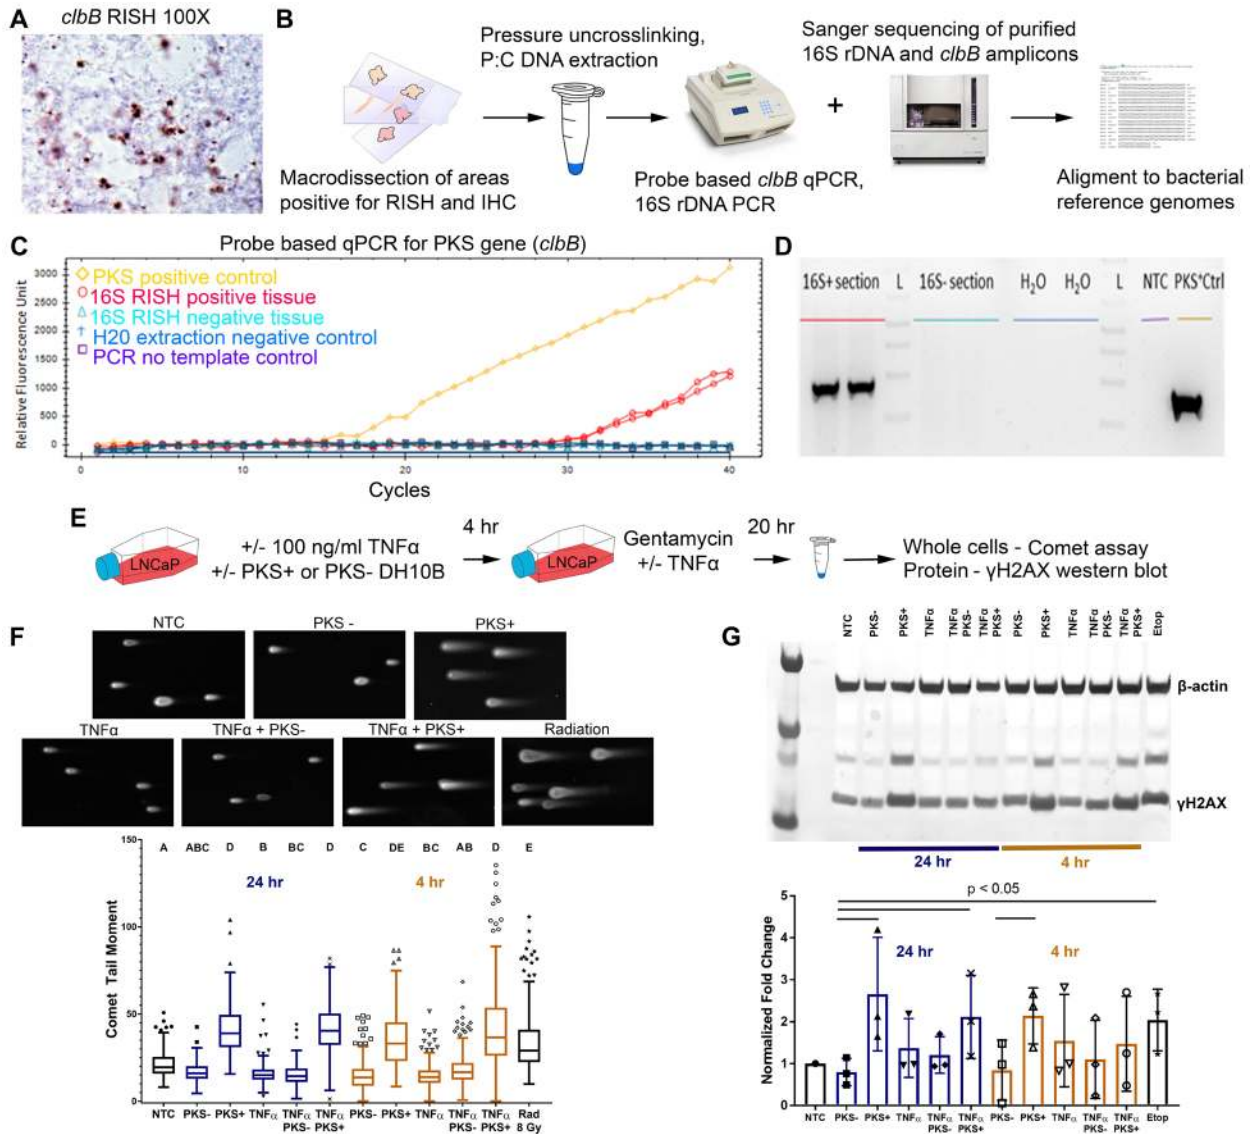 A
clbB RISH 100X
B
Pressure uncrosslinking,
P:C DNA extraction
Sanger sequencing of purified
16S rDNA and clbB amplicons
+
Macrodissection of areas
positive for RISH and IHC
Probe based clbB qPCR,
16S rDNA PCR
Aligment to bacterial
reference genomes
C
Probe based qPCR for PKS gene (clbB)
PKS positive control
16S RISH positive tissue
16S RISH negative tissue
H20 extraction negative control
PCR no template control
Relative Fluorescence Unit
3000
2500
2000
1500
1000
500
0
0 10 20 30 40
Cycles
D
16S+ section L 16S- section H2O H2O L NTC PKS+Ctrl
E
LNCaP
+/- 100 ng/ml TNFα
+/- PKS+ or PKS- DH10B
4 hr
LNCaP
Gentamycin
+/- TNFα
20 hr
Whole cells - Comet assay
Protein - γH2AX western blot
F
NTC PKS - PKS+
TNFα TNFα + PKS- TNFα + PKS+ Radiation
Comet Tail Moment
150
100
50
0
A ABC D B BC D C DE BC AB D E
24 hr 4 hr
NTC PKS- PKS+ TNFα TNFα TNFα PKS- PKS+ TNFα TNFα TNFα Rad
PKS- PKS+ PKS- PKS+ 8 Gy
G
NTC PKS- PKS+ TNFα TNFα PKS- TNFα PKS+ PKS- PKS+ TNFα TNFα PKS- TNFα PKS+ Etop
β-actin
γH2AX
24 hr 4 hr
p < 0.05
Normalized Fold Change
5
4
3
2
1
0
24 hr 4 hr
NTC PKS- PKS+ TNFα TNFα TNFα PKS- PKS+ TNFα TNFα TNFα Etop
PKS- PKS+ PKS- PKS+